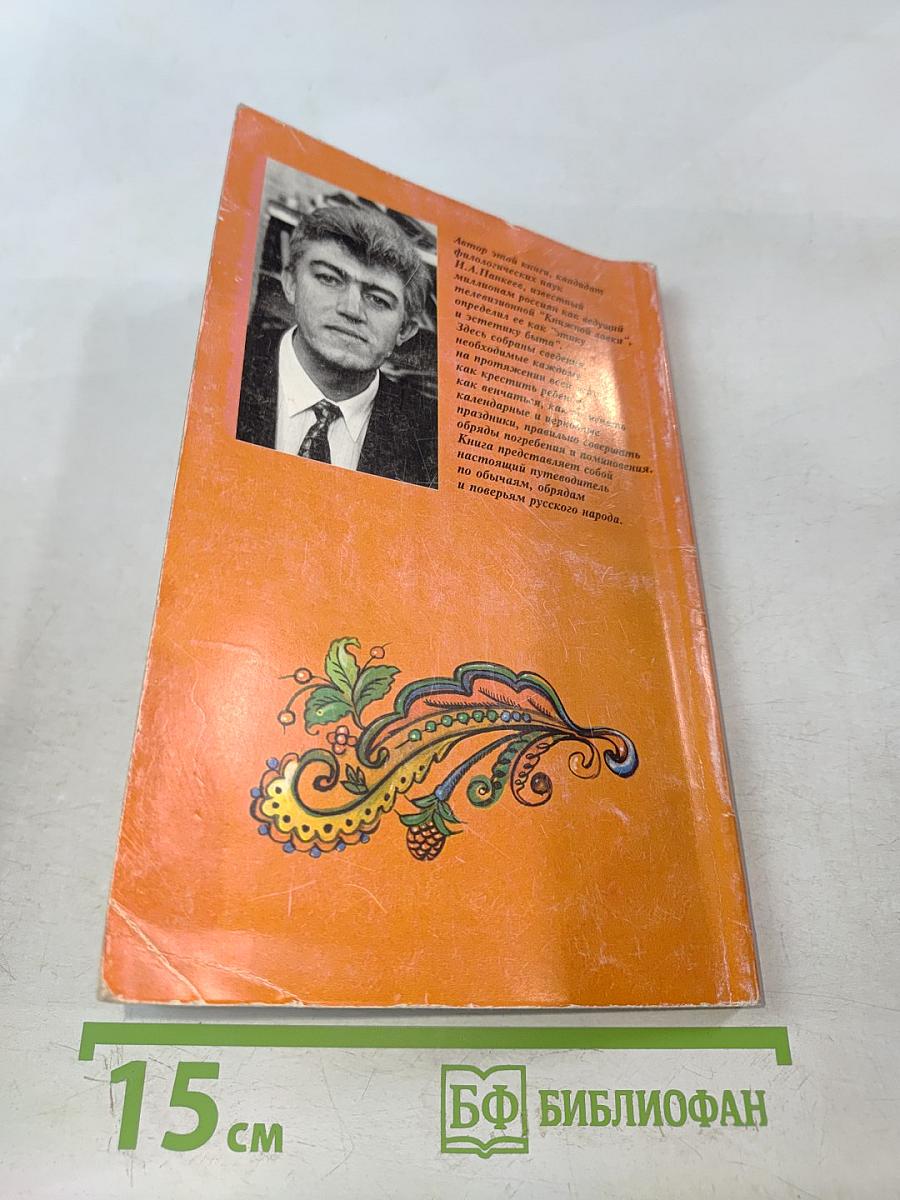 Автор этой книги, кандидат
филологических наук
И.А.Панкеев, известный
миллионам россиян как ведущий
телевизионной "Книжной лавки",
определил ее как "этику
и эстетику быта".
Здесь собраны сведения,
необходимые каждому
на протяжении всей
как крестить ребенка,
как венчаться, как
календарные и церковные
праздники, правильно совершать
обряды погребения и поминовения.
Книга представляет собой
настоящий путеводитель
по обычаям, обрядам
и поверьям русского народа.
15 см
БФ БИБЛИОФАН